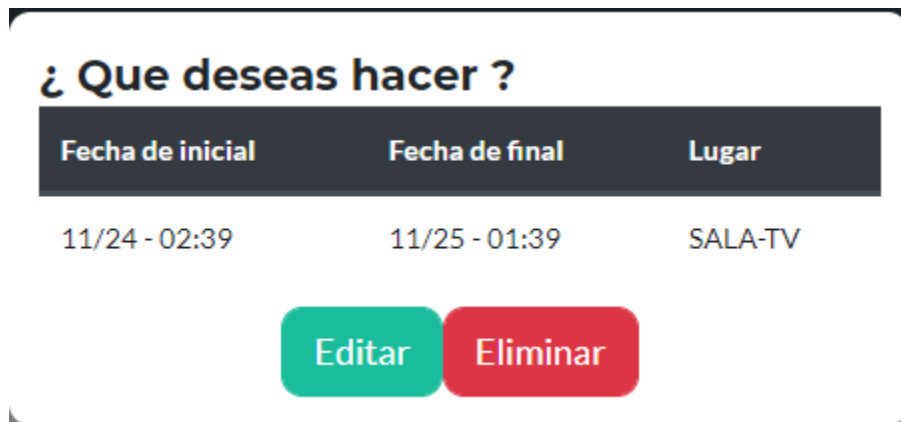 ¿ Que deseas hacer ?
Fecha de inicial Fecha de final Lugar
11/24 - 02:39 11/25 - 01:39 SALA-TV
Editar Eliminar